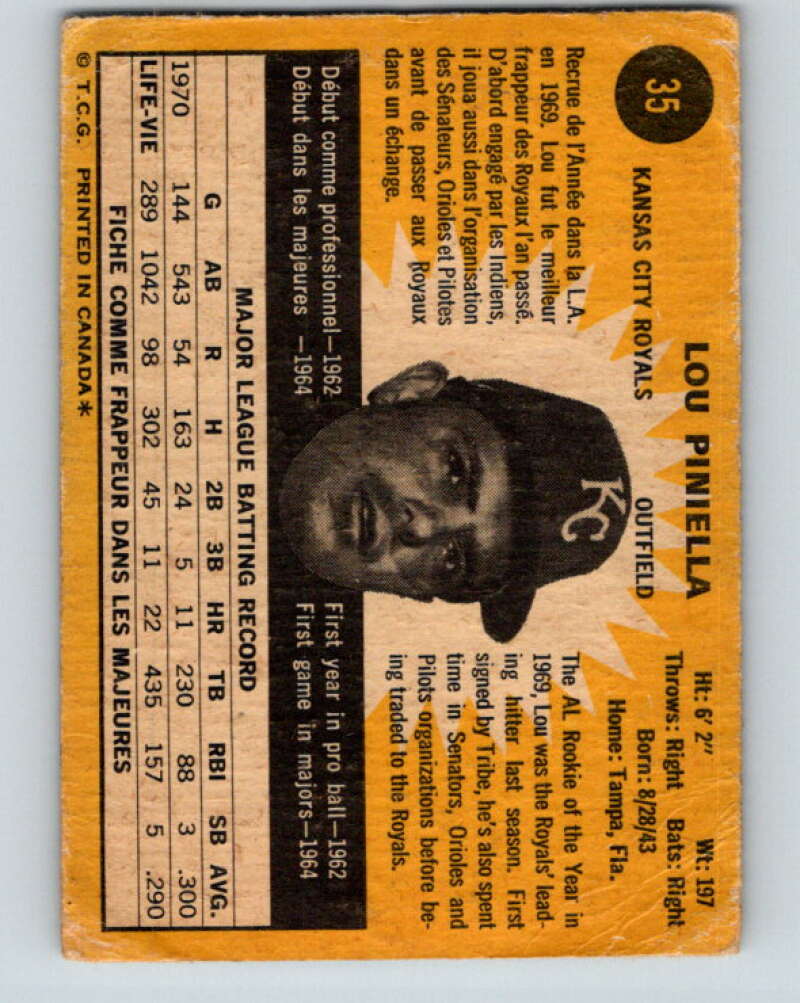 35
LOU PINIELLA
KANSAS CITY ROYALS
OUTFIELD
Ht: 6' 2" Wt: 197
Throws: Right Bats: Right
Born: 8/28/43
Home: Tampa, Fla.
Recrue de l'Année dans la L.A.
en 1969. Lou fut le meilleur
frappeur des Royaux l'an passé.
D'abord engagé par les Indiens,
il joua aussi dans l'organisation
des Sénateurs, Orioles et Pilotes
avant de passer aux Royaux
dans un échange.
KC
The AL Rookie of the Year in
1969, Lou was the Royals' lead-
ing hitter last season. First
signed by Tribe, he's also spent
time in Senators, Orioles and
Pilots organizations before be-
ing traded to the Royals.
Début comme professionnel—1962
Début dans les majeures —1964
First year in pro ball—1962
First game in majors—1964
MAJOR LEAGUE BATTING RECORD
G AB R H 2B 3B HR TB RBI SB AVG.
1970 144 543 54 163 24 5 11 230 88 3 .300
LIFE-VIE 289 1042 98 302 45 11 22 435 157 5 .290
FICHE COMME FRAPPEUR DANS LES MAJEURES
© T.C.G. PRINTED IN CANADA*